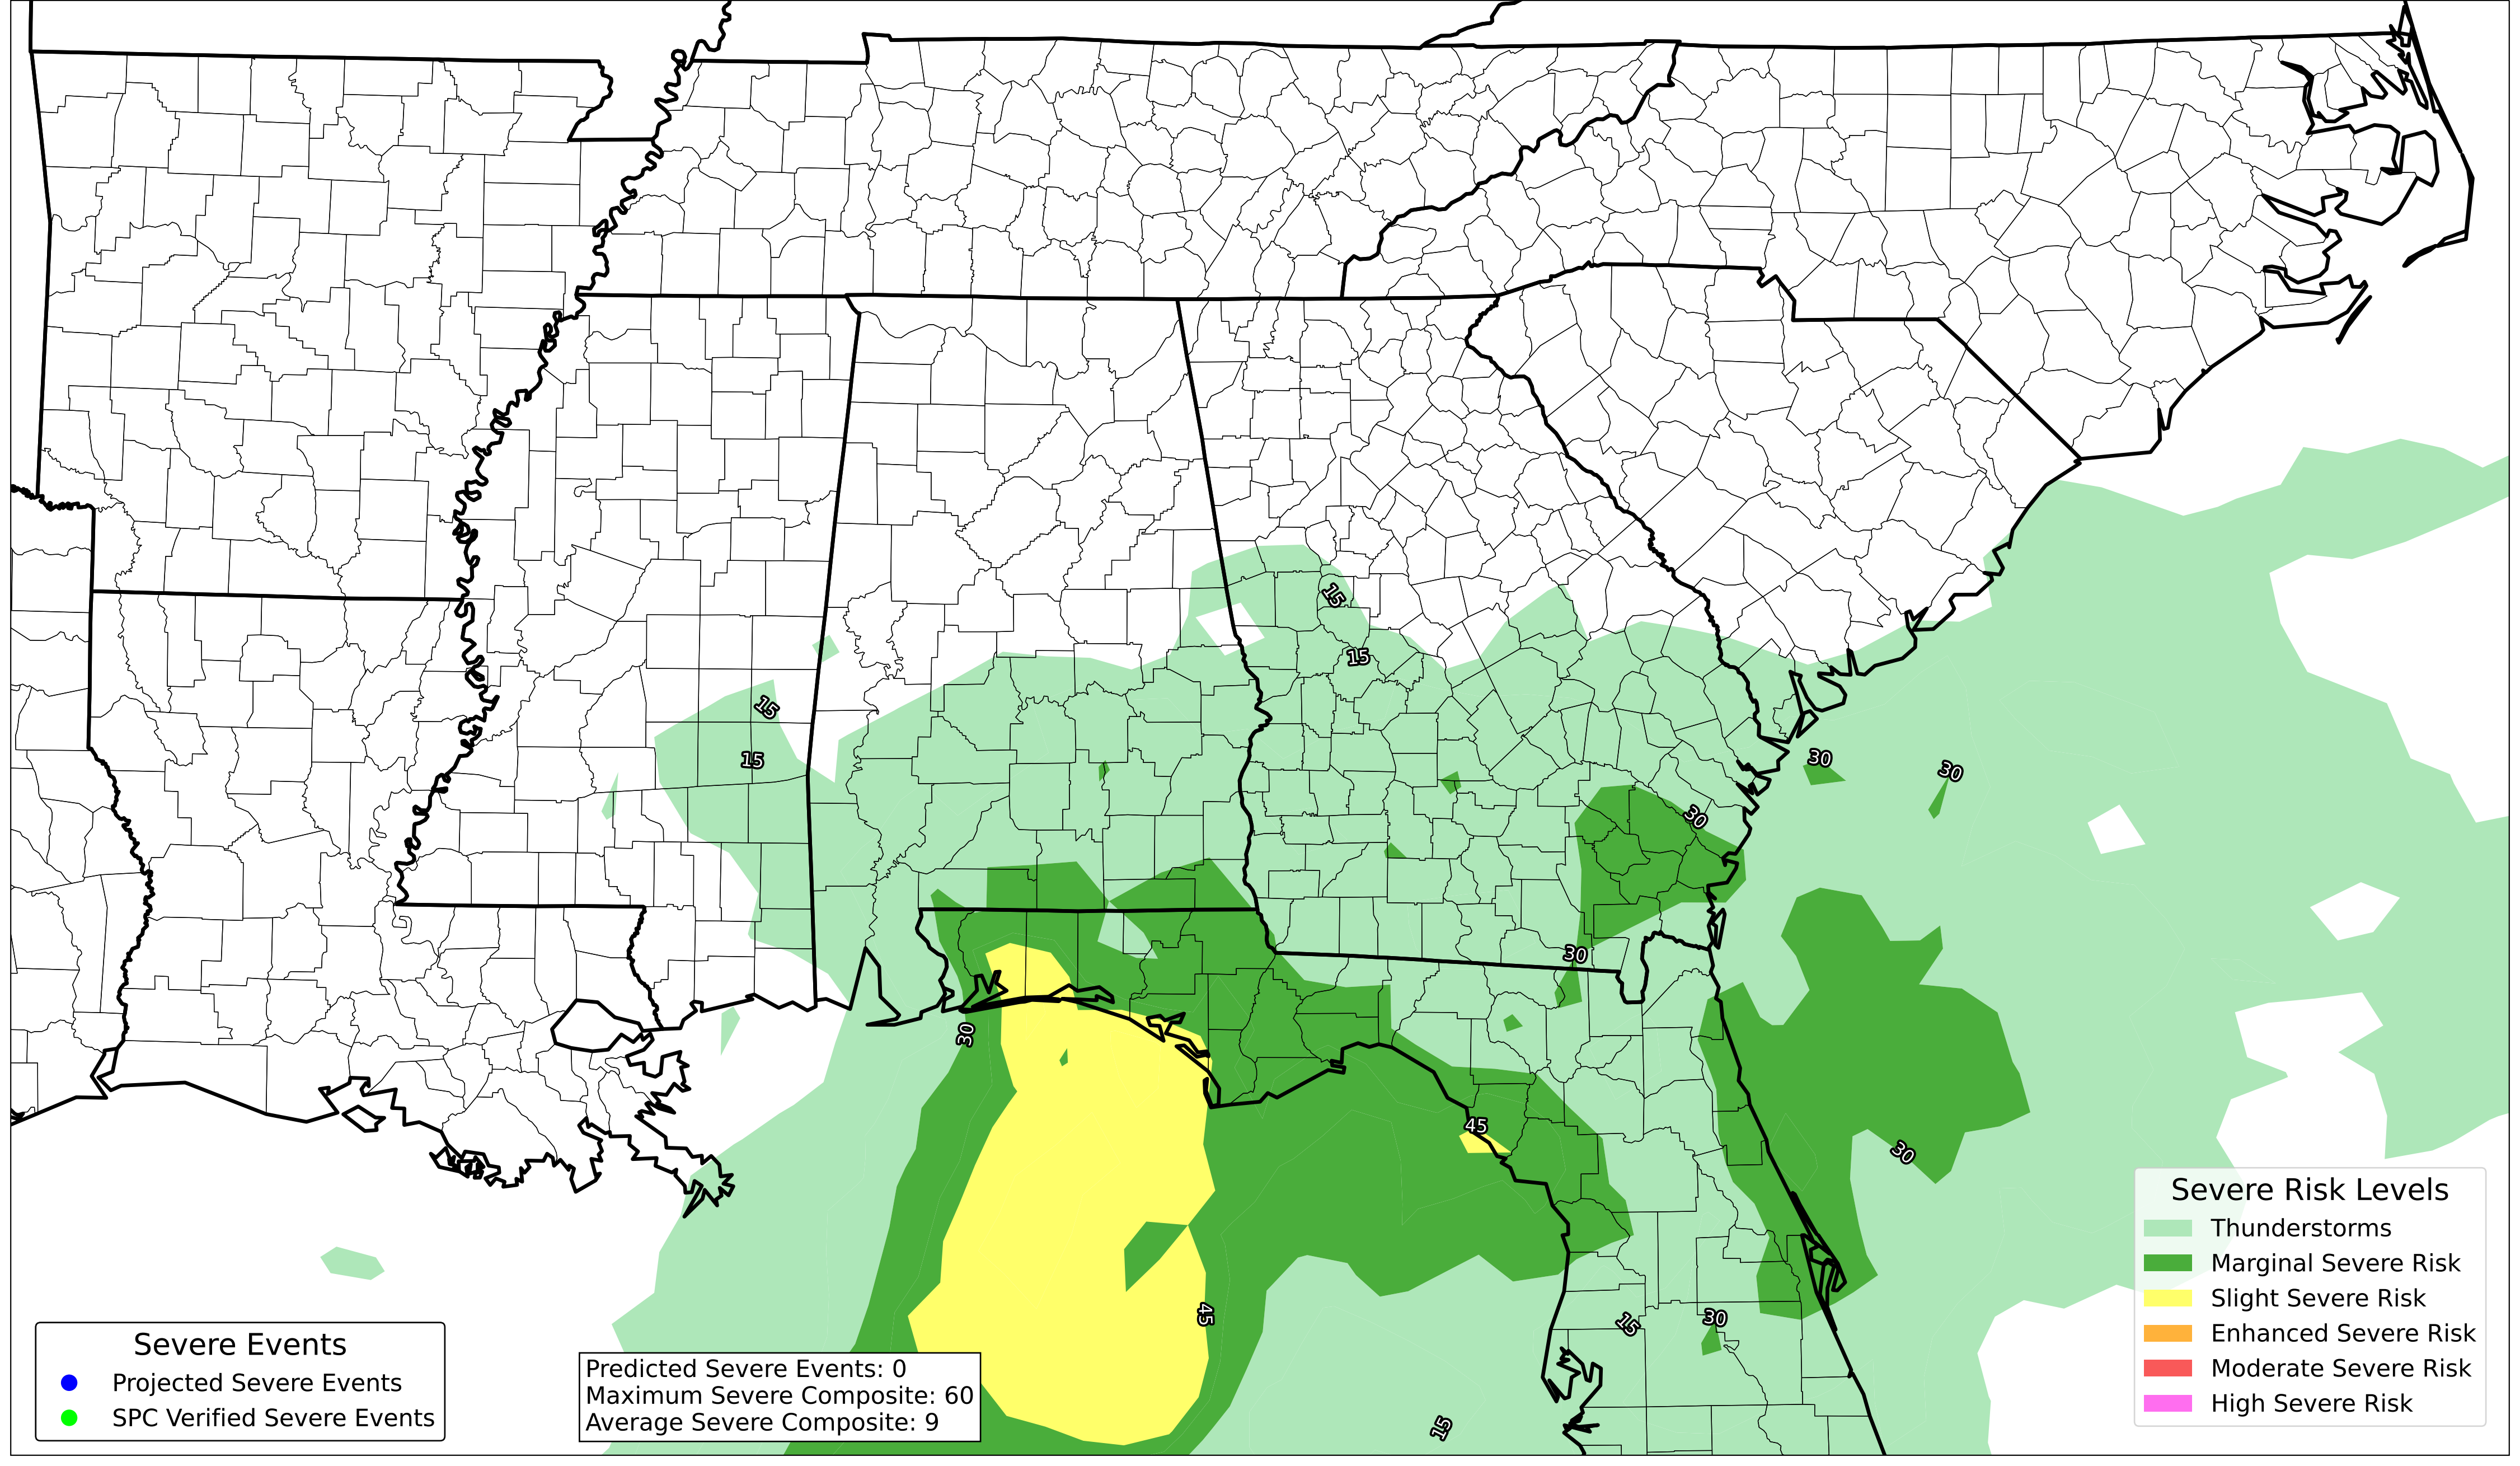 15
15
15
15
30
30
30
30
30
45
30
45
15
30
15
Severe Risk Levels
Thunderstorms
Marginal Severe Risk
Slight Severe Risk
Enhanced Severe Risk
Moderate Severe Risk
High Severe Risk
Severe Events
Projected Severe Events
SPC Verified Severe Events
Predicted Severe Events: 0
Maximum Severe Composite: 60
Average Severe Composite: 9